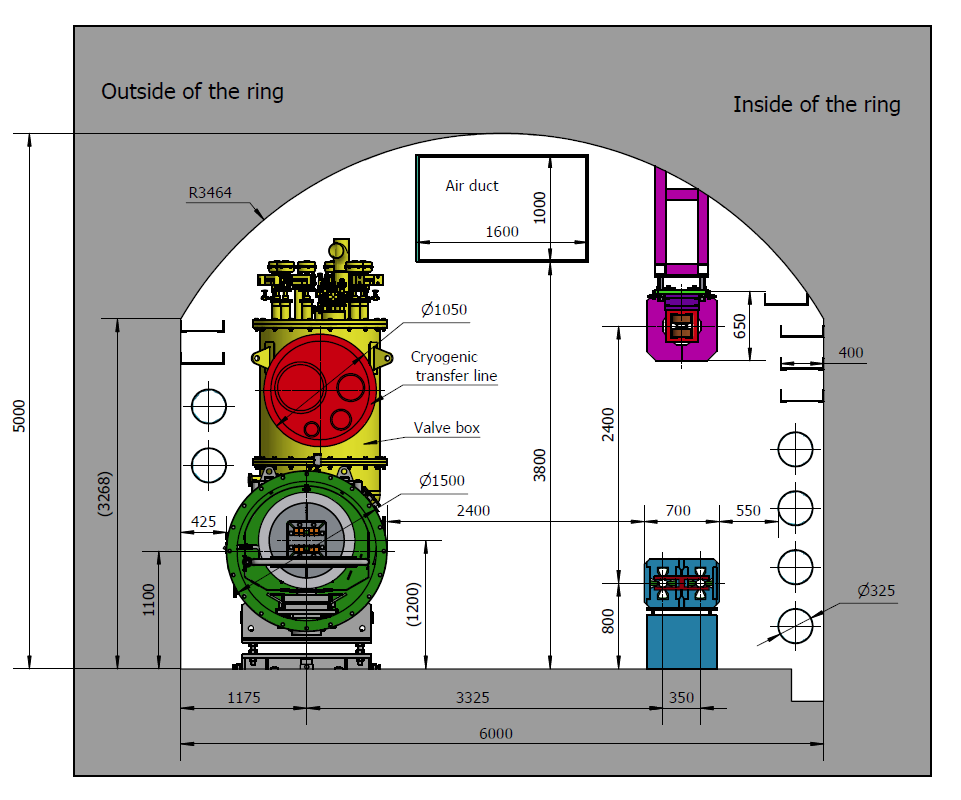 Outside of the ring
Inside of the ring
R3464
Air duct
1000
1600
Ø1050
Cryogenic
transfer line
650
400
5000
2400
Valve box
3800
(3268)
Ø1500
425
2400
700
550
1100
(1200)
800
Ø325
1175
3325
350
6000